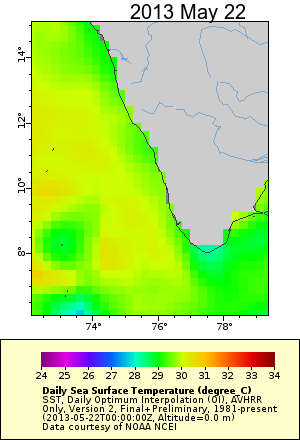 2013 May 22
14°
12°
10°
8°
74° 76° 78°
24 25 26 27 28 29 30 31 32 33 34
Daily Sea Surface Temperature (degree_C)
SST, Daily Optimum Interpolation (OI), AVHRR
Only, Version 2, Final+Preliminary, 1981-present
(2013-05-22T00:00:00Z, Altitude=0.0 m)
Data courtesy of NOAA NCEI